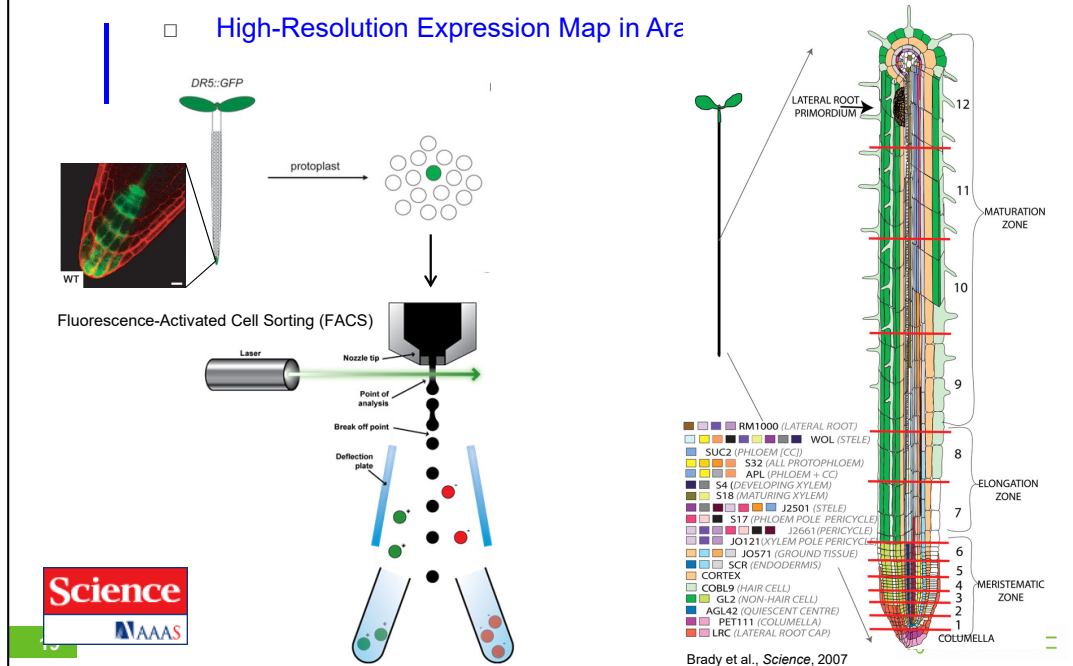 □ High-Resolution Expression Map in Ara
DR5::GFP
protoplast
WT
Fluorescence-Activated Cell Sorting (FACS)
Laser
Nozzle tip
Point of
analysis
Break off point
Deflection
plate
Science
AAAS
LATERAL ROOT
PRIMORDIUM
12
11
10
9
8
7
6
5
4
3
2
1
MATURATION
ZONE
ELONGATION
ZONE
MERISTEMATIC
ZONE
COLUMELLA
RM1000 (LATERAL ROOT)
WOL (STELE)
SUC2 (PHLOEM [CC])
S32 (ALL PROTOPHLOEM)
APL (PHLOEM + CC)
S4 (DEVELOPING XYLEM)
S18 (MATURING XYLEM)
J2501 (STELE)
S17 (PHLOEM POLE PERICYCLE)
J2661(PERICYCLE)
JO121(XYLEM POLE PERICYCLE)
JO571 (GROUND TISSUE)
SCR (ENDODERMIS)
CORTEX
COBL9 (HAIR CELL)
GL2 (NON-HAIR CELL)
AGL42 (QUIESCENT CENTRE)
PET111 (COLUMELLA)
LRC (LATERAL ROOT CAP)
Brady et al., Science, 2007